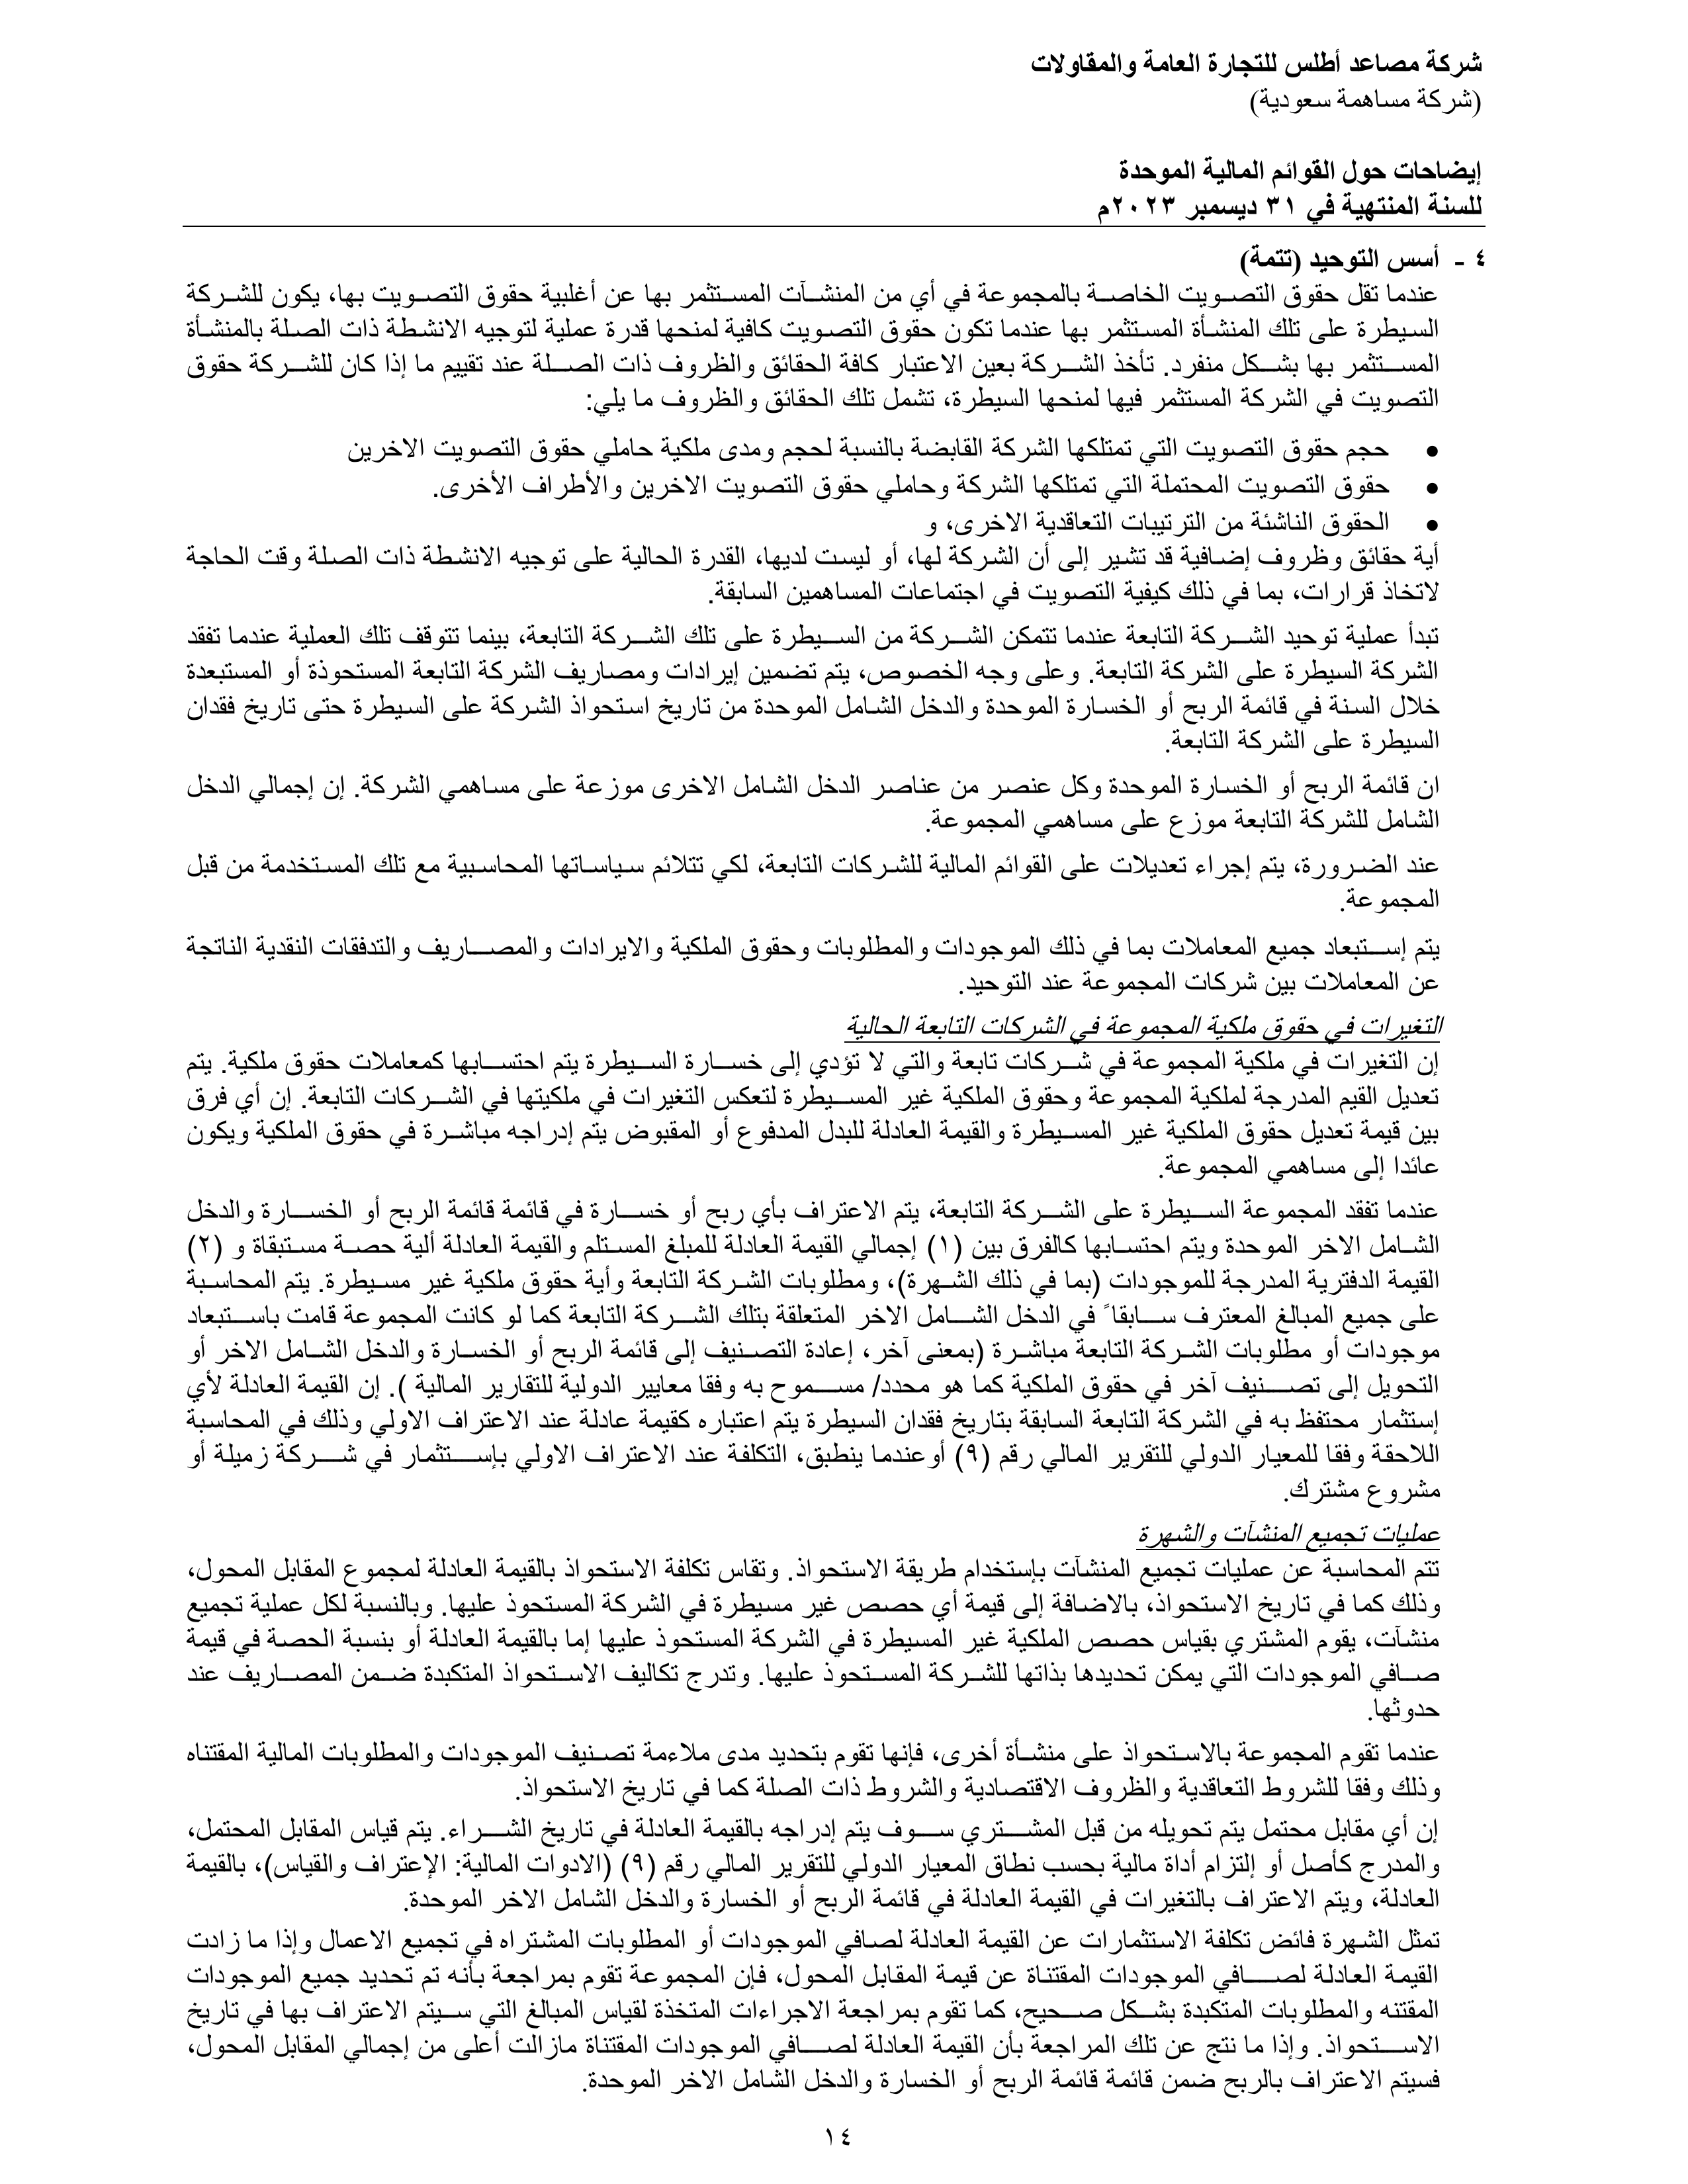 شركة مصاعد أطلس للتجارة العامة والمقاولات
(شركة مساهمة سعودية)
إيضاحات حول القوائم المالية الموحدة
للسنة المنتهية في ٣١ ديسمبر ٢٠٢٣م
٤ - أسس التوحيد (تتمة)
عندما تقل حقوق التصويت الخاصة بالمجموعة في أي من المنشآت المستثمر بها عن أغلبية حقوق التصويت بها، يكون للشركة
السيطرة على تلك المنشأة المستثمر بها عندما تكون حقوق التصويت كافية لمنحها قدرة عملية لتوجيه الانشطة ذات الصلة بالمنشأة
المستثمر بها بشكل منفرد. تأخذ الشركة بعين الاعتبار كافة الحقائق والظروف ذات الصلة عند تقييم ما إذا كان للشركة حقوق
التصويت في الشركة المستثمر فيها لمنحها السيطرة، تشمل تلك الحقائق والظروف ما يلي:
• حجم حقوق التصويت التي تمتلكها الشركة القابضة بالنسبة لحجم ومدى ملكية حاملي حقوق التصويت الاخرين
• حقوق التصويت المحتملة التي تمتلكها الشركة وحاملي حقوق التصويت الاخرين والأطراف الأخرى.
• الحقوق الناشئة من الترتيبات التعاقدية الاخرى، و
أية حقائق وظروف إضافية قد تشير إلى أن الشركة لها، أو ليست لديها، القدرة الحالية على توجيه الانشطة ذات الصلة وقت الحاجة
لاتخاذ قرارات، بما في ذلك كيفية التصويت في اجتماعات المساهمين السابقة.
تبدأ عملية توحيد الشركة التابعة عندما تتمكن الشركة من السيطرة على تلك الشركة التابعة، بينما تتوقف تلك العملية عندما تفقد
الشركة السيطرة على الشركة التابعة. وعلى وجه الخصوص، يتم تضمين إيرادات ومصاريف الشركة التابعة المستحوذة أو المستبعدة
خلال السنة في قائمة الربح أو الخسارة الموحدة والدخل الشامل الموحدة من تاريخ استحواذ الشركة على السيطرة حتى تاريخ فقدان
السيطرة على الشركة التابعة.
ان قائمة الربح أو الخسارة الموحدة وكل عنصر من عناصر الدخل الشامل الاخرى موزعة على مساهمي الشركة. إن إجمالي الدخل
الشامل للشركة التابعة موزع على مساهمي المجموعة.
عند الضرورة، يتم إجراء تعديلات على القوائم المالية للشركات التابعة، لكي تتلائم سياساتها المحاسبية مع تلك المستخدمة من قبل
المجموعة.
يتم إستبعاد جميع المعاملات بما في ذلك الموجودات والمطلوبات وحقوق الملكية والايرادات والمصاريف والتدفقات النقدية الناتجة
عن المعاملات بين شركات المجموعة عند التوحيد.
التغيرات في حقوق ملكية المجموعة في الشركات التابعة الحالية
إن التغيرات في ملكية المجموعة في شركات تابعة والتي لا تؤدي إلى خسارة السيطرة يتم احتسابها كمعاملات حقوق ملكية. يتم
تعديل القيم المدرجة لملكية المجموعة وحقوق الملكية غير المسيطرة لتعكس التغيرات في ملكيتها في الشركات التابعة. إن أي فرق
بين قيمة تعديل حقوق الملكية غير المسيطرة والقيمة العادلة للبدل المدفوع أو المقبوض يتم إدراجه مباشرة في حقوق الملكية ويكون
عائدا إلى مساهمي المجموعة.
عندما تفقد المجموعة السيطرة على الشركة التابعة، يتم الاعتراف بأي ربح أو خسارة في قائمة قائمة الربح أو الخسارة والدخل
الشامل الاخر الموحدة ويتم احتسابها كالفرق بين (١) إجمالي القيمة العادلة للمبلغ المستلم والقيمة العادلة ألية حصة مستبقاة و (٢)
القيمة الدفترية المدرجة للموجودات (بما في ذلك الشهرة)، ومطلوبات الشركة التابعة وأية حقوق ملكية غير مسيطرة. يتم المحاسبة
على جميع المبالغ المعترف سابقاً في الدخل الشامل الاخر المتعلقة بتلك الشركة التابعة كما لو كانت المجموعة قامت باستبعاد
موجودات أو مطلوبات الشركة التابعة مباشرة (بمعنى آخر، إعادة التصنيف إلى قائمة الربح أو الخسارة والدخل الشامل الاخر أو
التحويل إلى تصنيف آخر في حقوق الملكية كما هو محدد/ مسموح به وفقا معايير الدولية للتقارير المالية ). إن القيمة العادلة لأي
إستثمار محتفظ به في الشركة التابعة السابقة بتاريخ فقدان السيطرة يتم اعتباره كقيمة عادلة عند الاعتراف الاولي وذلك في المحاسبة
اللاحقة وفقا للمعيار الدولي للتقرير المالي رقم (٩) أوعندما ينطبق، التكلفة عند الاعتراف الاولي بإستثمار في شركة زميلة أو
مشروع مشترك.
عمليات تجميع المنشآت والشهرة
تتم المحاسبة عن عمليات تجميع المنشآت بإستخدام طريقة الاستحواذ. وتقاس تكلفة الاستحواذ بالقيمة العادلة لمجموع المقابل المحول،
وذلك كما في تاريخ الاستحواذ، بالاضافة إلى قيمة أي حصص غير مسيطرة في الشركة المستحوذ عليها. وبالنسبة لكل عملية تجميع
منشآت، يقوم المشتري بقياس حصص الملكية غير المسيطرة في الشركة المستحوذ عليها إما بالقيمة العادلة أو بنسبة الحصة في قيمة
صافي الموجودات التي يمكن تحديدها بذاتها للشركة المستحوذ عليها. وتدرج تكاليف الاستحواذ المتكبدة ضمن المصاريف عند
حدوثها.
عندما تقوم المجموعة بالاستحواذ على منشأة أخرى، فإنها تقوم بتحديد مدى ملاءمة تصنيف الموجودات والمطلوبات المالية المقتناه
وذلك وفقا للشروط التعاقدية والظروف الاقتصادية والشروط ذات الصلة كما في تاريخ الاستحواذ.
إن أي مقابل محتمل يتم تحويله من قبل المشتري سوف يتم إدراجه بالقيمة العادلة في تاريخ الشراء. يتم قياس المقابل المحتمل،
والمدرج كأصل أو إلتزام أداة مالية بحسب نطاق المعيار الدولي للتقرير المالي رقم (٩) (الادوات المالية: الإعتراف والقياس)، بالقيمة
العادلة، ويتم الاعتراف بالتغيرات في القيمة العادلة في قائمة الربح أو الخسارة والدخل الشامل الاخر الموحدة.
تمثل الشهرة فائض تكلفة الاستثمارات عن القيمة العادلة لصافي الموجودات أو المطلوبات المشتراه في تجميع الاعمال وإذا ما زادت
القيمة العادلة لصافي الموجودات المقتناة عن قيمة المقابل المحول، فإن المجموعة تقوم بمراجعة بأنه تم تحديد جميع الموجودات
المقتنه والمطلوبات المتكبدة بشكل صحيح، كما تقوم بمراجعة الاجراءات المتخذة لقياس المبالغ التي سيتم الاعتراف بها في تاريخ
الاستحواذ. وإذا ما نتج عن تلك المراجعة بأن القيمة العادلة لصافي الموجودات المقتناة مازالت أعلى من إجمالي المقابل المحول،
فسيتم الاعتراف بالربح ضمن قائمة قائمة الربح أو الخسارة والدخل الشامل الاخر الموحدة.
١٤